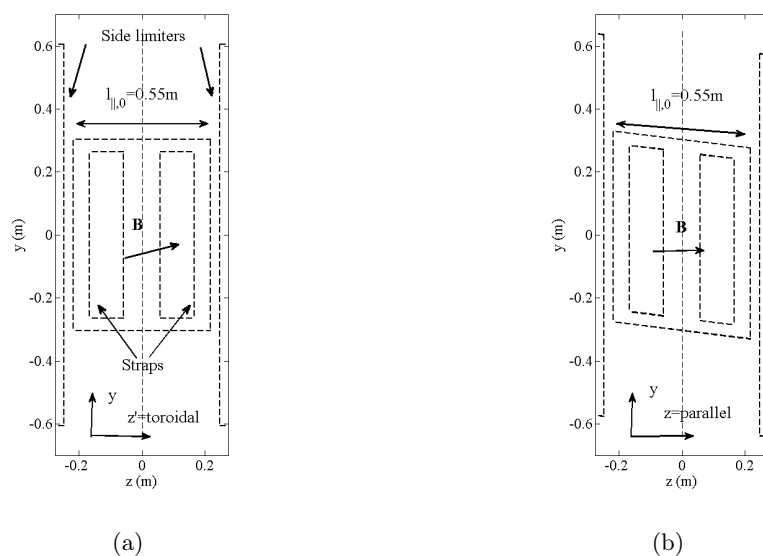 0.6
Side limiters
0.4
l||,0=0.55m
0.2
B
y (m)
0
-0.2
Straps
-0.4
y
z'=toroidal
-0.6
-0.2 0 0.2
z (m)
(a)
0.6
0.4
l||,0=0.55m
0.2
B
y (m)
0
-0.2
-0.4
y
z=parallel
-0.6
-0.2 0 0.2
z (m)
(b)